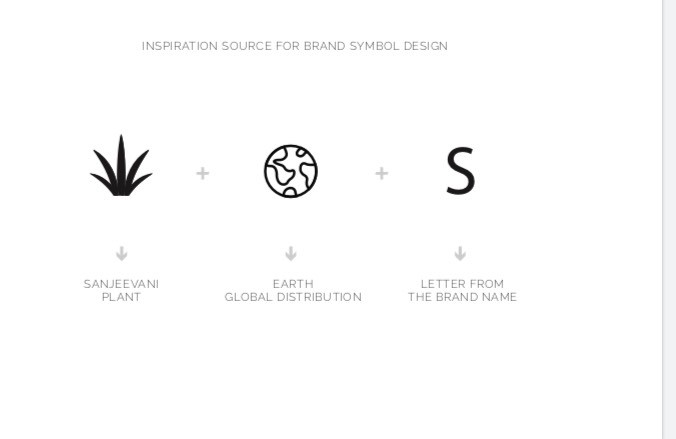 INSPIRATION SOURCE FOR BRAND SYMBOL DESIGN
+ + S
SANJEEVANI
PLANT
EARTH
GLOBAL DISTRIBUTION
LETTER FROM
THE BRAND NAME